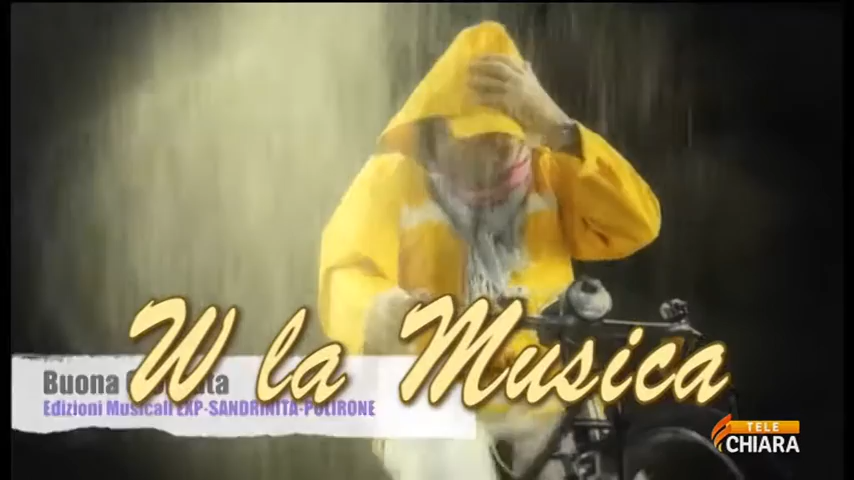 W la Musica
Buona
Edizioni Musicali EXP-SANDRINITA-POLIRONE
TELE
CHIARA